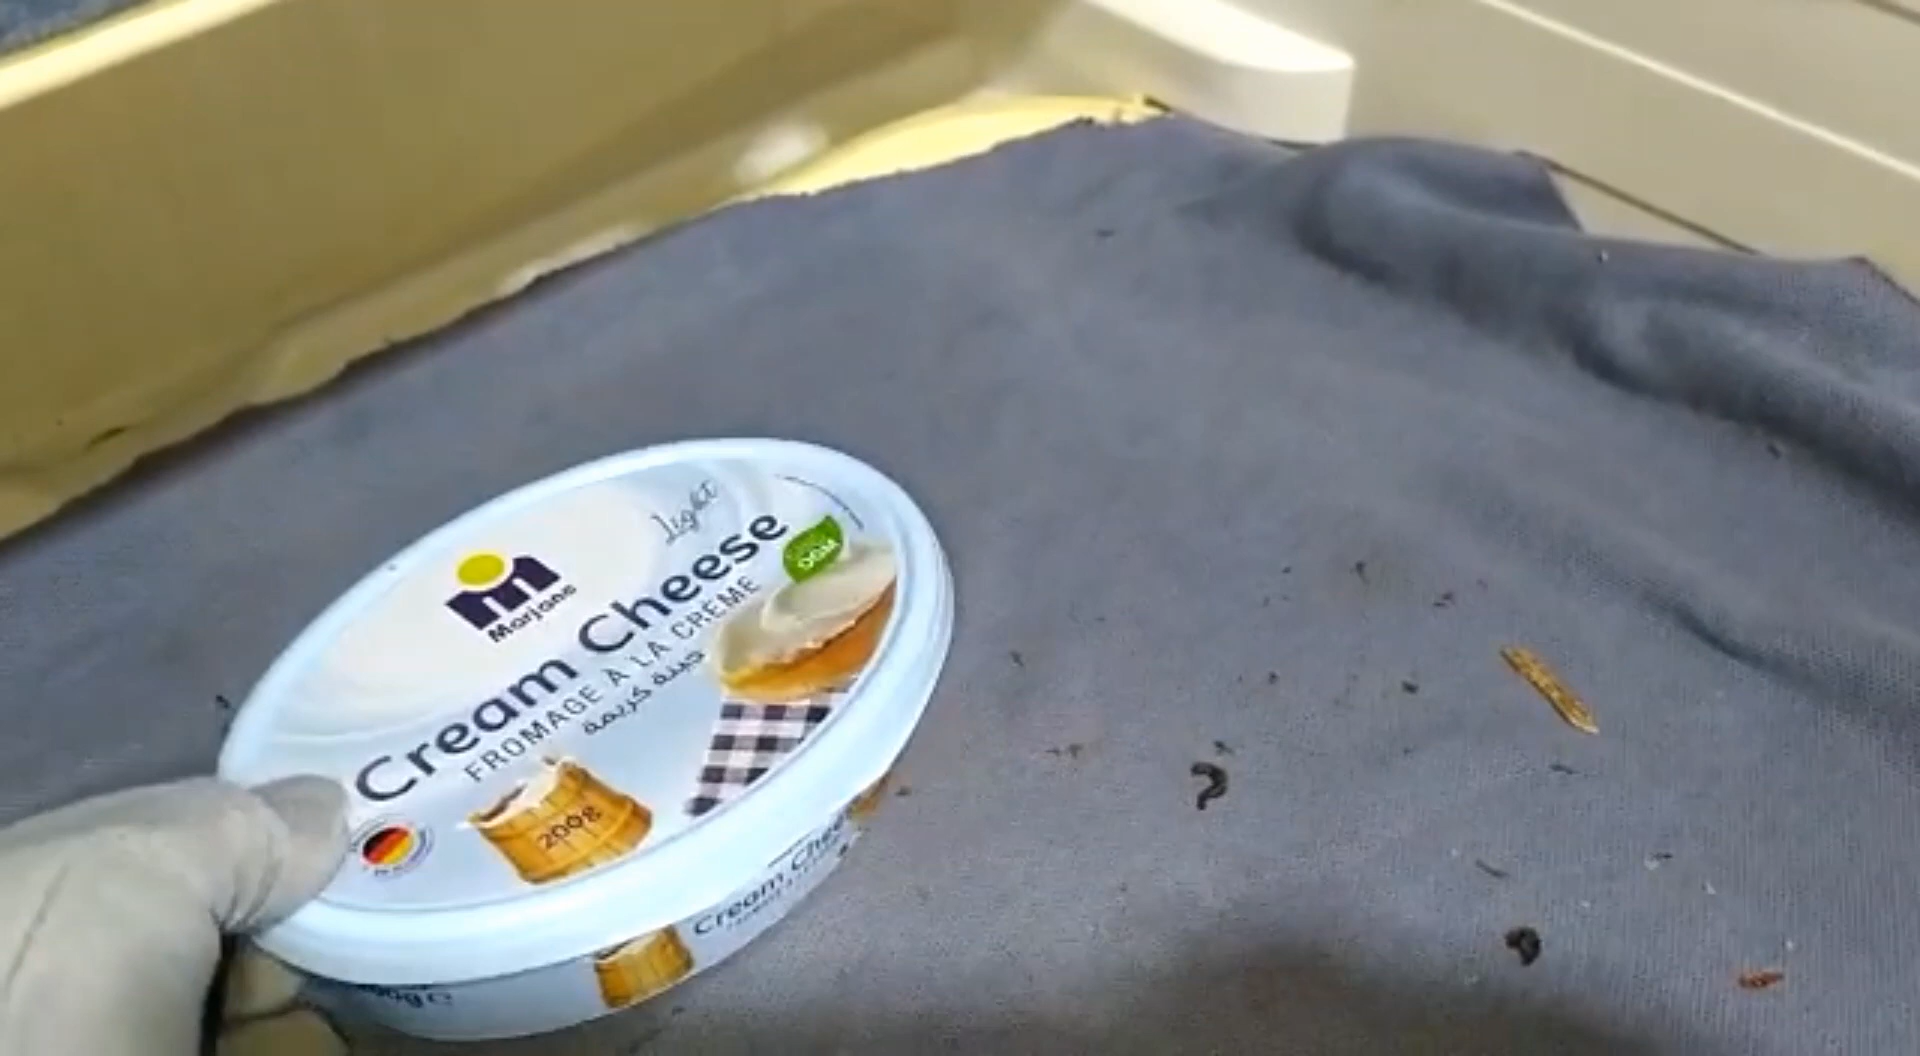 Light
Marjane
Cream Cheese
FROMAGE À LA CRÈME
جبنة كريمة
200g
Cream Chee